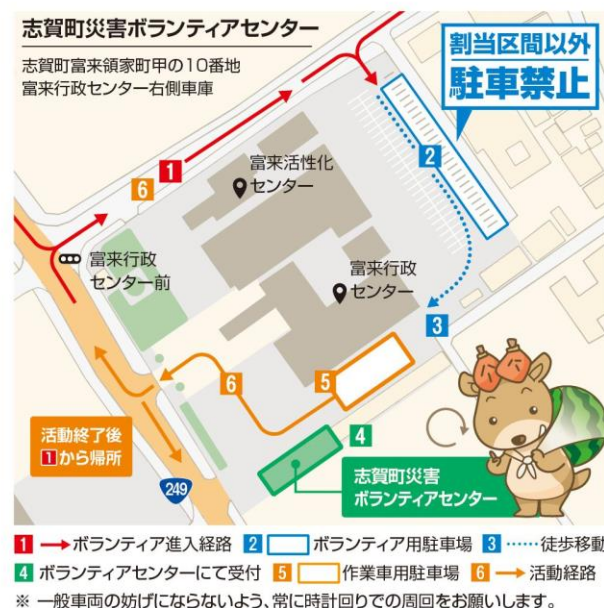 志賀町災害ボランティアセンター
志賀町富来領家町甲の10番地
富来行政センター右側車庫
割当区間以外
駐車禁止
2
富来活性化
センター
1
6
富来行政
センター前
富来行政
センター
3
5
6
4
活動終了後
1から帰所
志賀町災害
ボランティアセンター
249
1 → ボランティア進入経路 2 ボランティア用駐車場 3 ······徒歩移動
4 ボランティアセンターにて受付 5 作業車用駐車場 6 → 活動経路
※ 一般車両の妨げにならないよう、常に時計回りでの周回をお願いします。